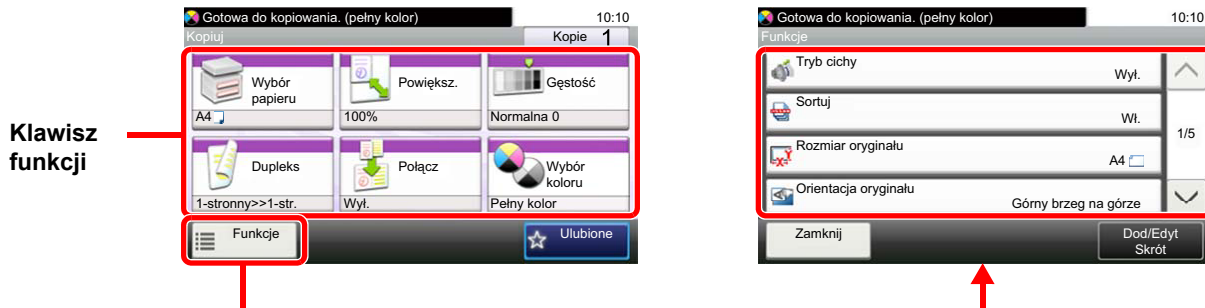 Klawisz
funkcji
Gotowa do kopiowania. (pełny kolor)
10:10
Kopiuj
Kopie 1
Wybór
papieru
A4
Powiększ.
100%
Gęstość
Normalna 0
Dupleks
1-stronny>>1-str.
Połącz
Wył.
Wybór
koloru
Pełny kolor
Funkcje
Ulubione
Gotowa do kopiowania. (pełny kolor)
10:10
Funkcje
Tryb cichy
Wył.
Sortuj
Wł.
Rozmiar oryginału
A4
Orientacja oryginału
Górny brzeg na górze
1/5
Zamknij
Dod/Edyt
Skrót